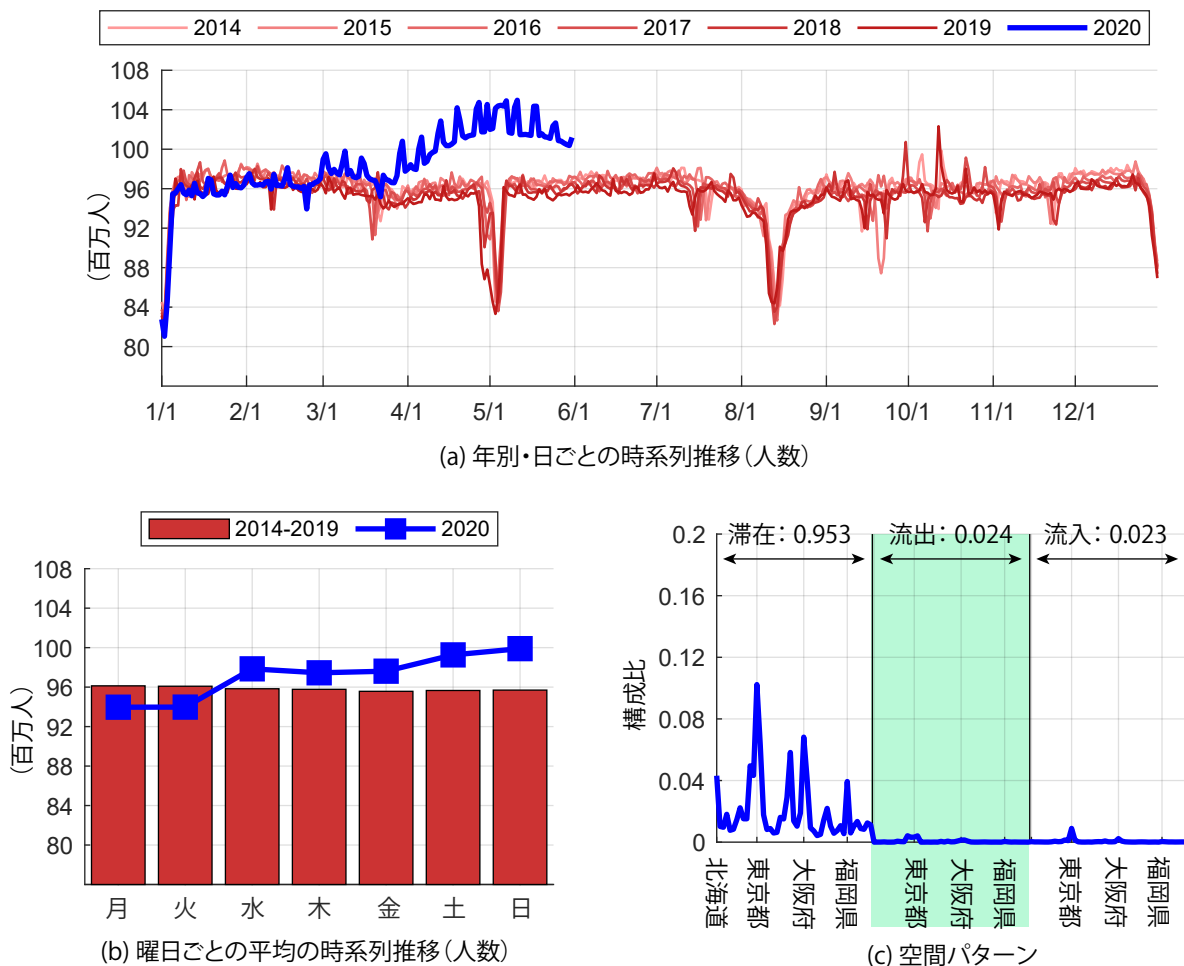 2014 2015 2016 2017 2018 2019 2020
108
104
100
96
92
88
84
80
(百万人)
1/1 2/1 3/1 4/1 5/1 6/1 7/1 8/1 9/1 10/1 11/1 12/1
(a) 年別・日ごとの時系列推移(人数)
2014-2019 2020
108
104
100
96
92
88
84
80
(百万人)
月 火 水 木 金 土 日
(b) 曜日ごとの平均の時系列推移(人数)
滞在: 0.953 流出: 0.024 流入: 0.023
0.2
0.16
0.12
0.08
0.04
0
構成比
北海道 東京都 大阪府 福岡県 東京都 大阪府 福岡県 東京都 大阪府 福岡県
(c) 空間パターン